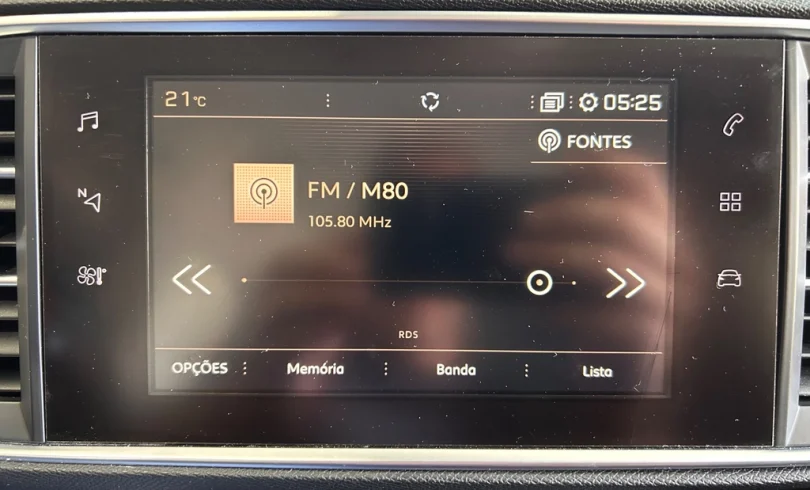 21°C 05:25
FONTES
FM / M80
105.80 MHz
N
RDS
OPÇÕES Memória Banda Lista